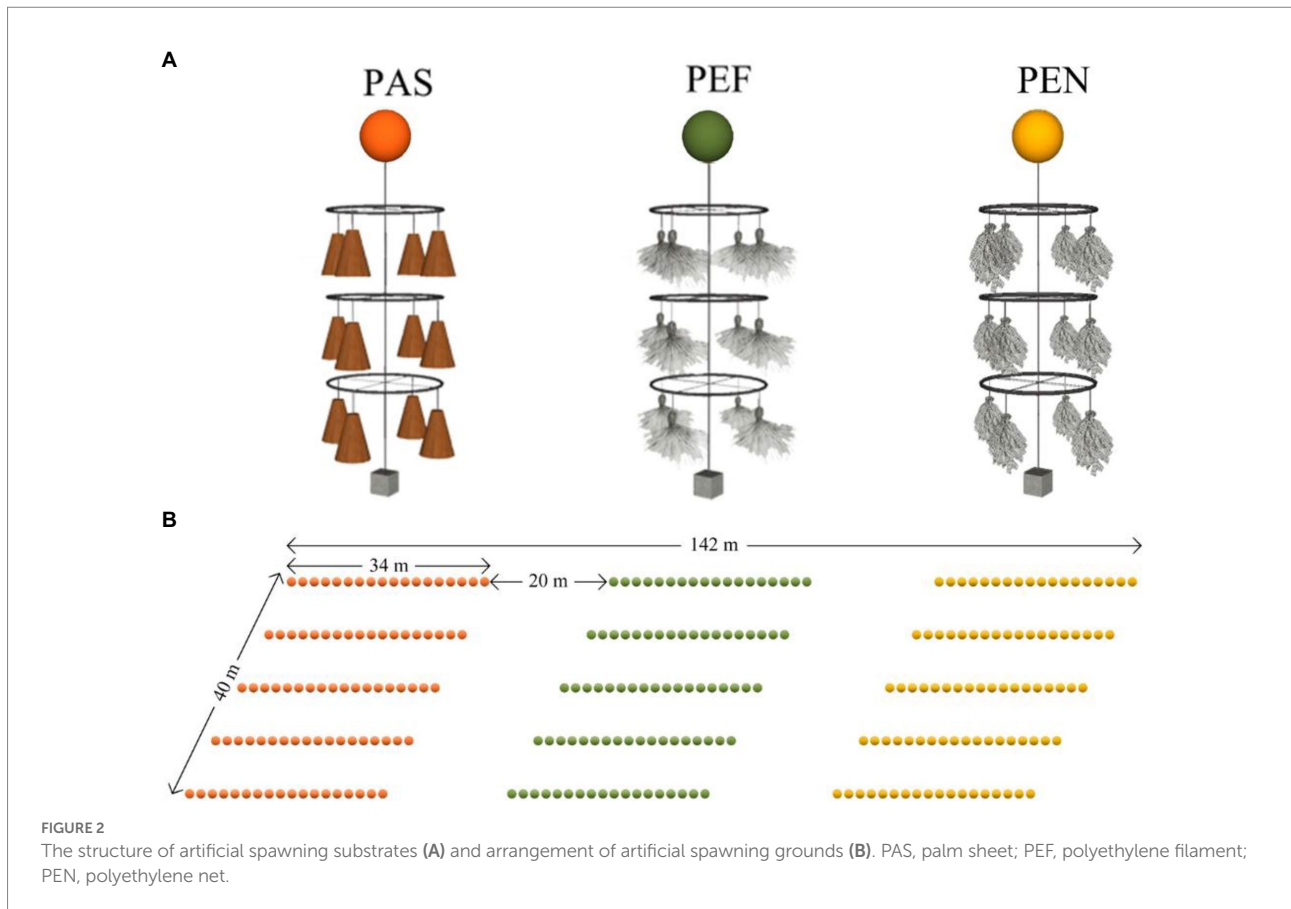 A
PAS
PEF
PEN
B
142 m
34 m
20 m
40 m
FIGURE 2
The structure of artificial spawning substrates (A) and arrangement of artificial spawning grounds (B). PAS, palm sheet; PEF, polyethylene filament;
PEN, polyethylene net.